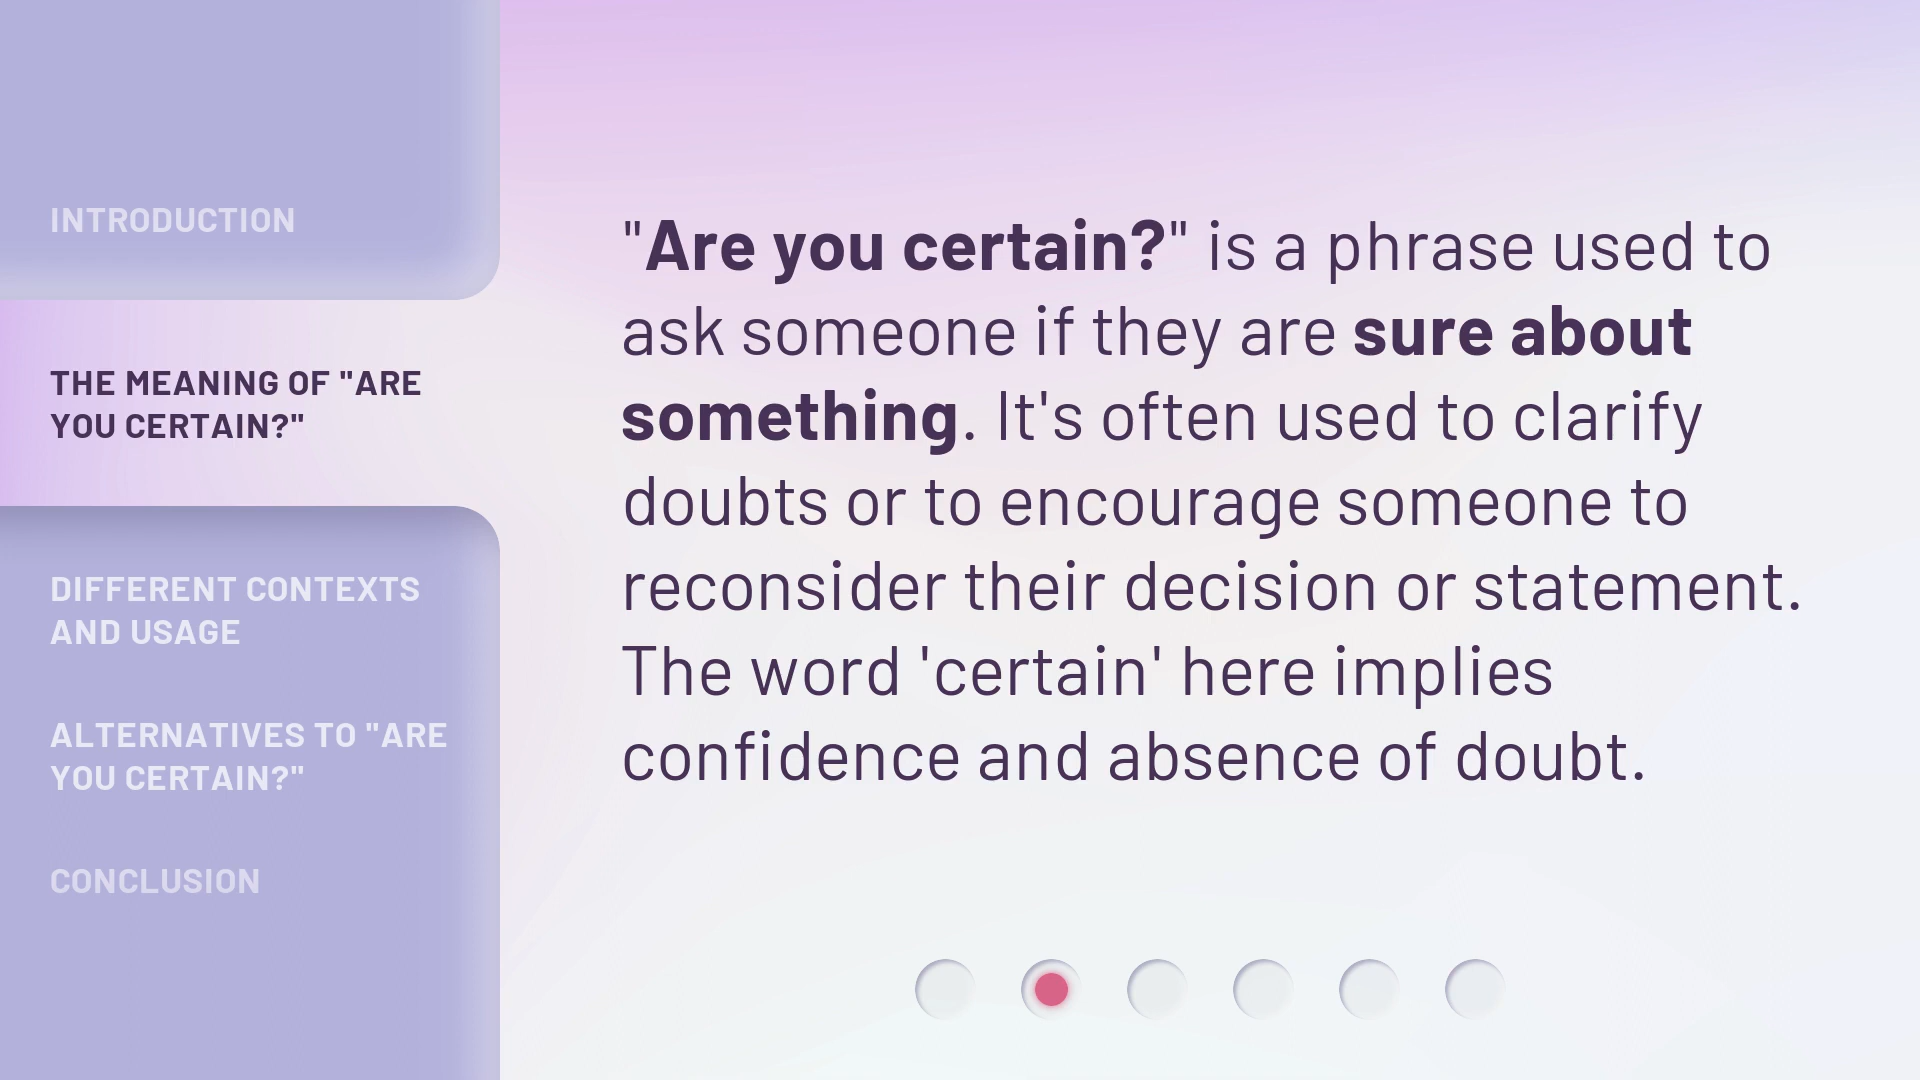 INTRODUCTION
THE MEANING OF "ARE
YOU CERTAIN?"
DIFFERENT CONTEXTS
AND USAGE
ALTERNATIVES TO "ARE
YOU CERTAIN?"
CONCLUSION
"Are you certain?" is a phrase used to
ask someone if they are sure about
something. It's often used to clarify
doubts or to encourage someone to
reconsider their decision or statement.
The word 'certain' here implies
confidence and absence of doubt.